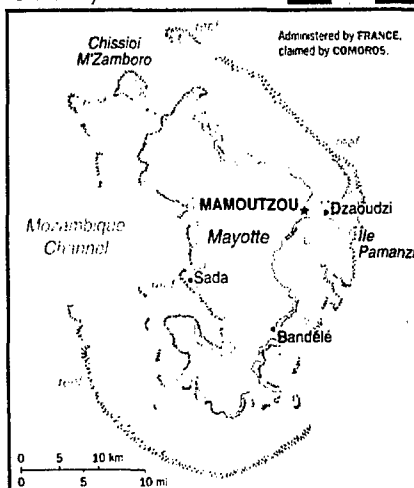 reef
Chissioi
M'Zamboro
Administered by FRANCE,
claimed by COMOROS.
reef
MAMOUTZOU
Dzaoudzi
Mozambique
Channel
Mayotte
Île
Pamanzi
Sada
Bandélé
reef
0 5 10 km
0 5 10 mi